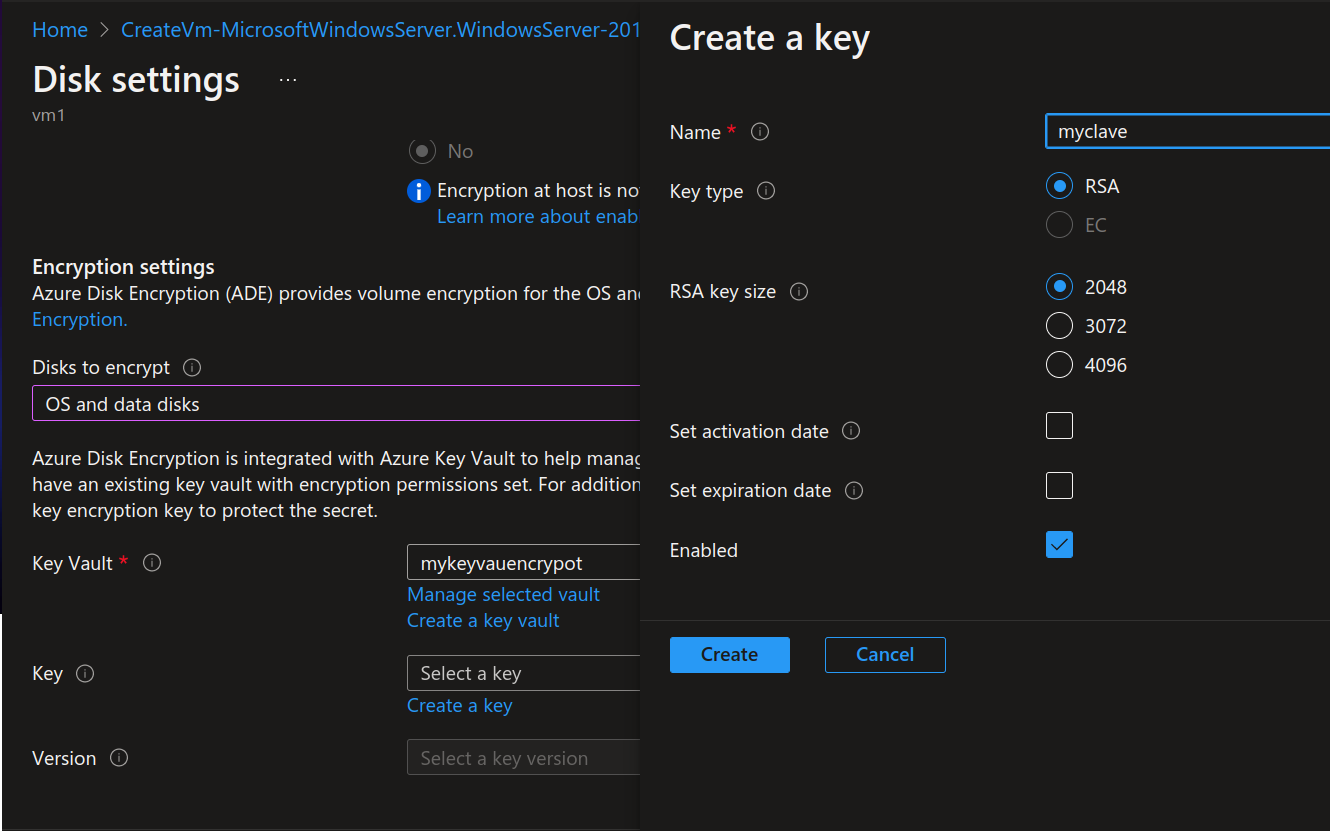 Home > CreateVm-MicrosoftWindowsServer.WindowsServer-201
Disk settings ...
vm1
No
Encryption at host is no
Learn more about enab
Encryption settings
Azure Disk Encryption (ADE) provides volume encryption for the OS an
Encryption.
Disks to encrypt
OS and data disks
Azure Disk Encryption is integrated with Azure Key Vault to help manag
have an existing key vault with encryption permissions set. For addition
key encryption key to protect the secret.
Key Vault *
mykeyvauencrypot
Manage selected vault
Create a key vault
Key
Select a key
Create a key
Version
Select a key version
Create a key
Name *
myclave
Key type
RSA
EC
RSA key size
2048
3072
4096
Set activation date
Set expiration date
Enabled
Create
Cancel